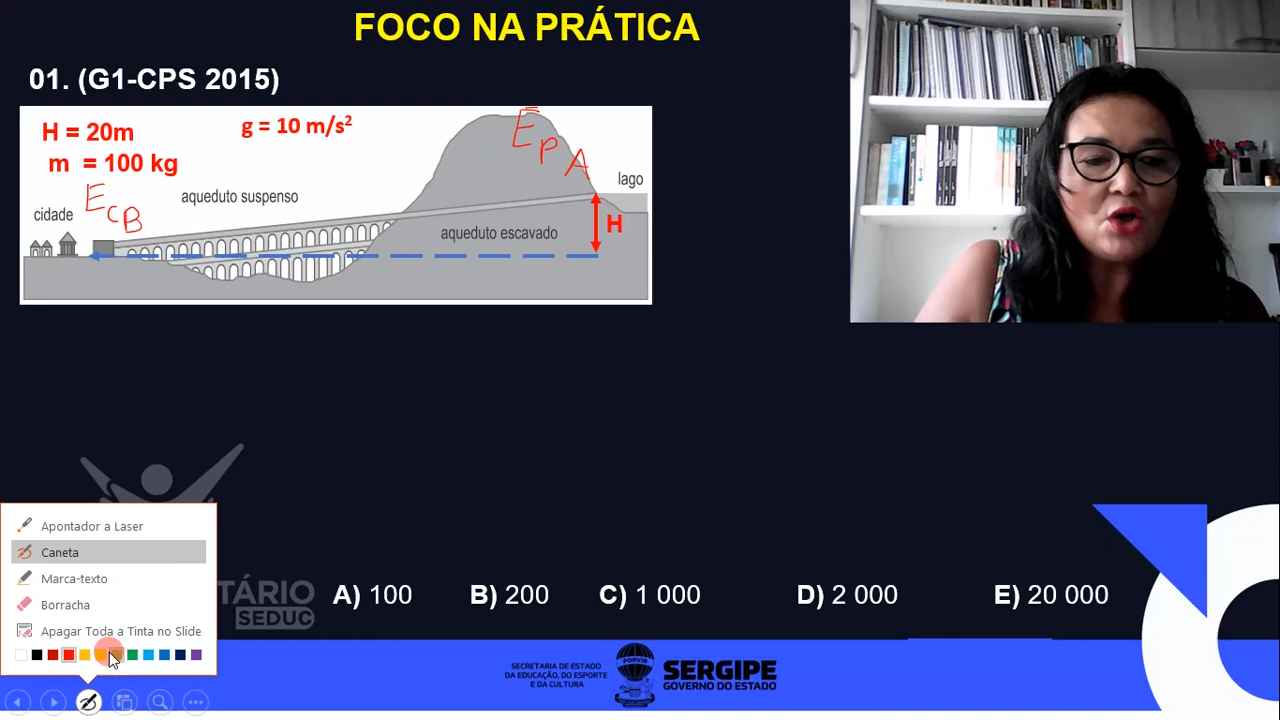 FOCO NA PRÁTICA
01. (G1-CPS 2015)
H = 20m
g = 10 m/s²
m = 100 kg
E P A
E C B
aqueduto suspenso
lago
cidade
H
aqueduto escavado
Apontador a Laser
Caneta
Marca-texto
Borracha
Apagar Toda a Tinta no Slide
TÁRIO
SEDUC
A) 100 B) 200 C) 1 000 D) 2 000 E) 20 000
SECRETARIA DE ESTADO
DA EDUCAÇÃO, DO ESPORTE
E DA CULTURA
SERGIPE
GOVERNO DO ESTADO